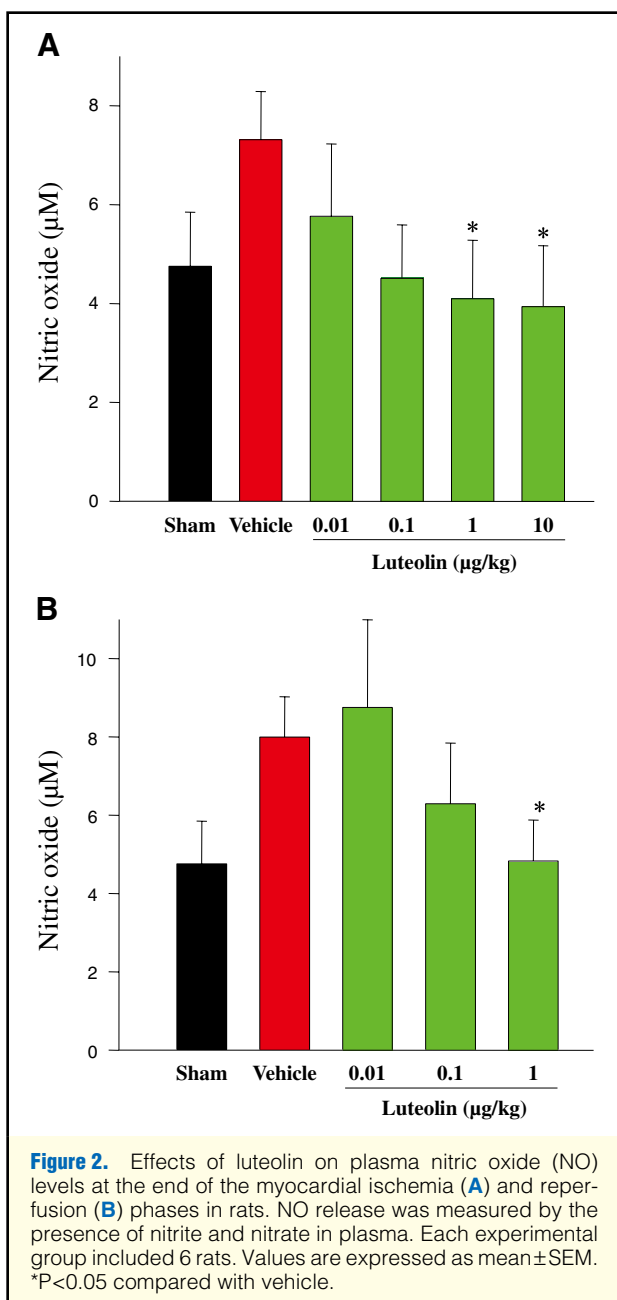 A
Nitric oxide (µM)
8
6
4
2
0
* *
Sham Vehicle 0.01 0.1 1 10
Luteolin (µg/kg)
B
Nitric oxide (µM)
10
8
6
4
2
0
*
Sham Vehicle 0.01 0.1 1
Luteolin (µg/kg)
Figure 2. Effects of luteolin on plasma nitric oxide (NO)
levels at the end of the myocardial ischemia (A) and reper-
fusion (B) phases in rats. NO release was measured by the
presence of nitrite and nitrate in plasma. Each experimental
group included 6 rats. Values are expressed as mean±SEM.
*P<0.05 compared with vehicle.